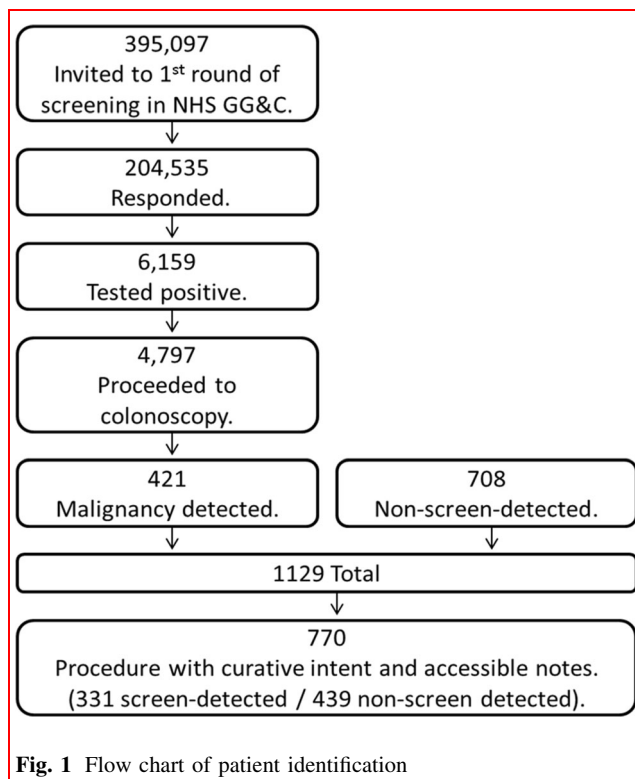 395,097
Invited to 1st round of
screening in NHS GG&C.
204,535
Responded.
6,159
Tested positive.
4,797
Proceeded to
colonoscopy.
421
Malignancy detected.
708
Non-screen-detected.
1129 Total
770
Procedure with curative intent and accessible notes.
(331 screen-detected / 439 non-screen detected).
Fig. 1 Flow chart of patient identification